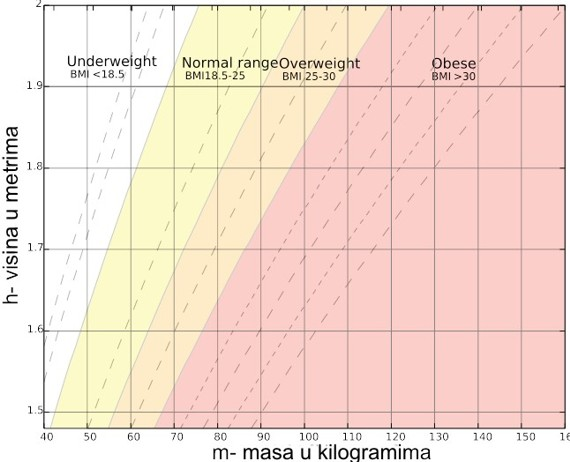 2
Underweight
BMI <18.5
Normal range
BMI18.5-25
Overweight
BMI 25-30
Obese
BMI >30
1.9
1.8
1.7
1.6
1.5
h- visina u metrima
40 50 60 70 80 90 100 110 120 130 140 150 16
m- masa u kilogramima